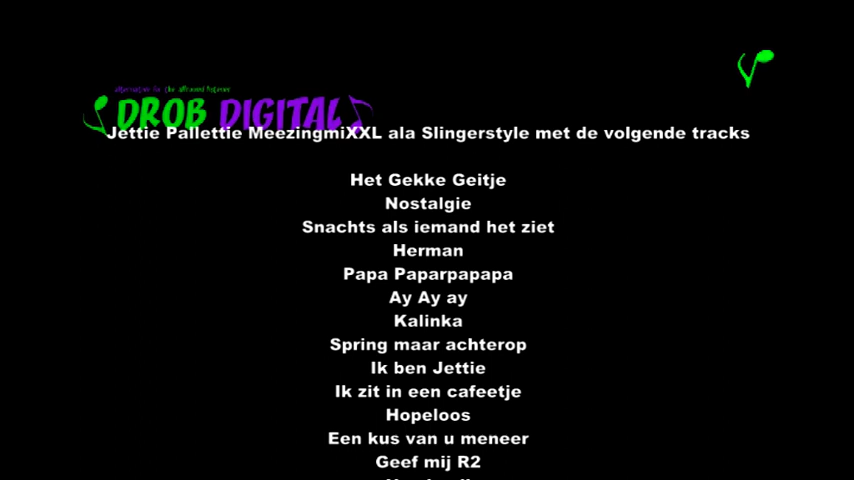 DROB DIGITAL
Jettie Pallettie MeezingmiXXL ala Slingerstyle met de volgende tracks
Het Gekke Geitje
Nostalgie
Snachts als iemand het ziet
Herman
Papa Paparpapapa
Ay Ay ay
Kalinka
Spring maar achterop
Ik ben Jettie
Ik zit in een cafeetje
Hopeloos
Een kus van u meneer
Geef mij R2